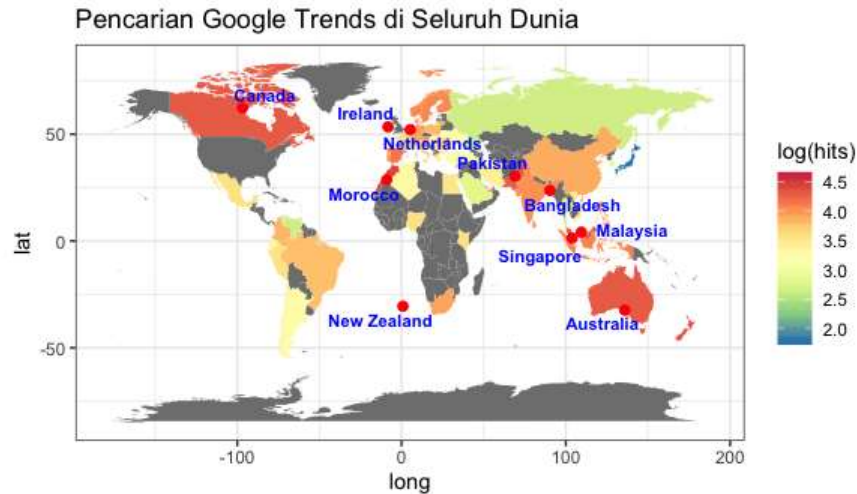 Pencarian Google Trends di Seluruh Dunia
Canada
Ireland
Netherlands
Pakistan
Morocco
Bangladesh
Malaysia
Singapore
New Zealand
Australia
lat
50
0
-50
-100
0
100
200
long
log(hits)
4.5
4.0
3.5
3.0
2.5
2.0